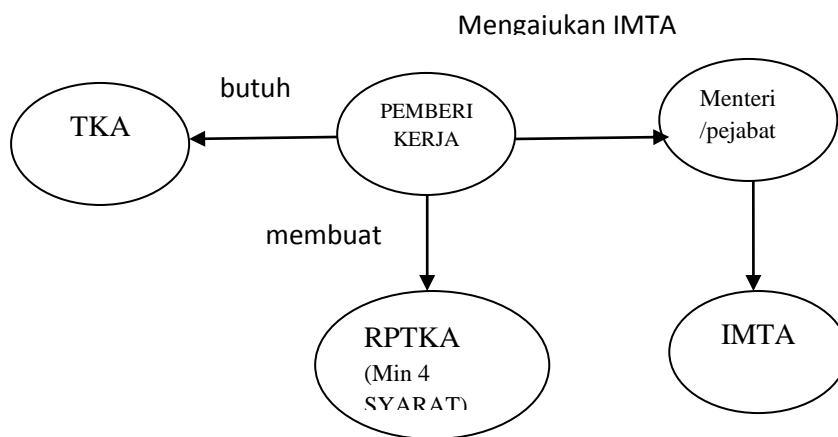 Mengajukan IMTA
butuh
TKA
PEMBERI
KERJA
Menteri
/pejabat
membuat
RPTKA
(Min 4
SYARAT)
IMTA